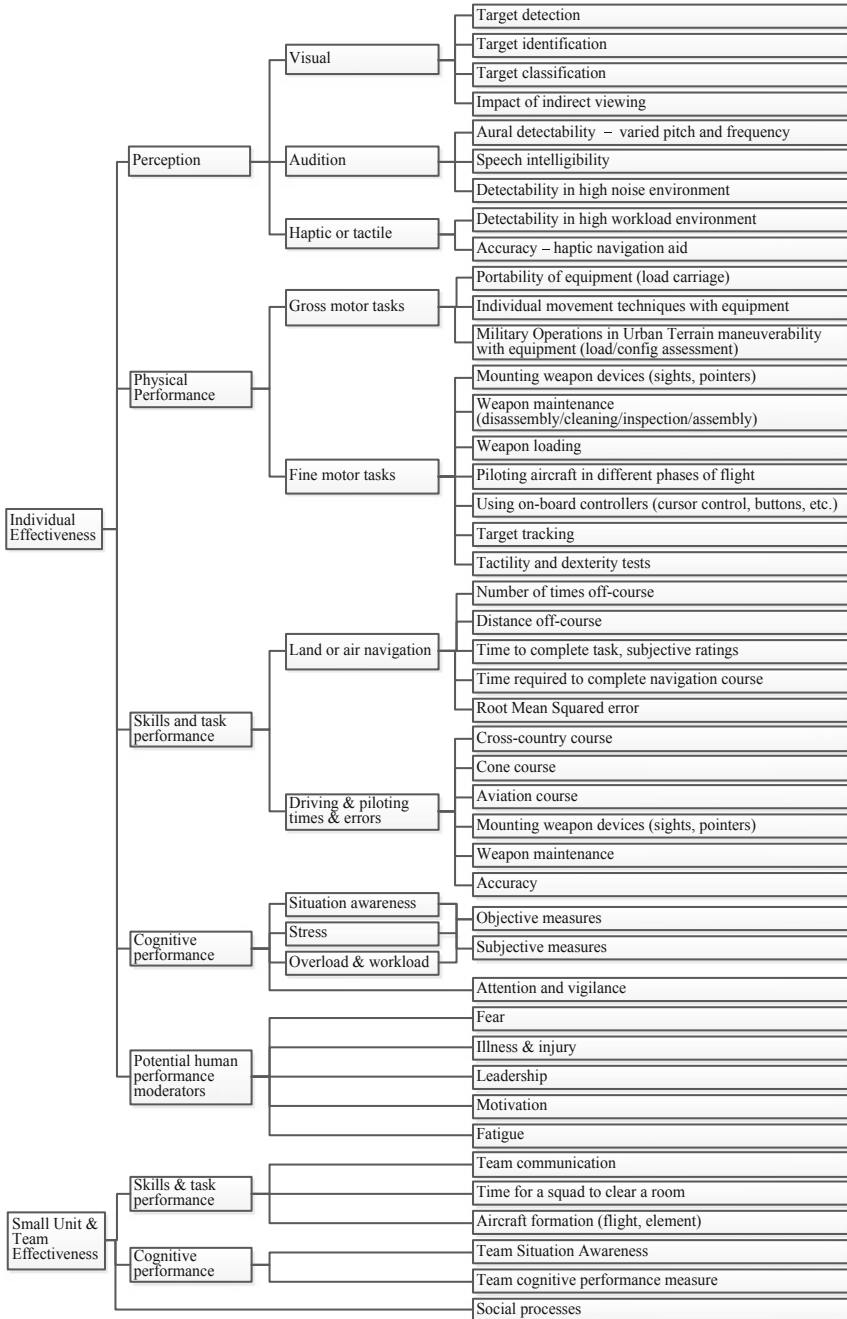 Target detection
Target identification
Visual
Target classification
Impact of indirect viewing
Aural detectability – varied pitch and frequency
Perception
Audition
Speech intelligibility
Detectability in high noise environment
Detectability in high workload environment
Haptic or tactile
Accuracy – haptic navigation aid
Portability of equipment (load carriage)
Gross motor tasks
Individual movement techniques with equipment
Military Operations in Urban Terrain maneuverability
with equipment (load/config assessment)
Physical
Performance
Mounting weapon devices (sights, pointers)
Weapon maintenance
(disassembly/cleaning/inspection/assembly)
Weapon loading
Fine motor tasks
Piloting aircraft in different phases of flight
Using on-board controllers (cursor control, buttons, etc.)
Individual
Effectiveness
Target tracking
Tactility and dexterity tests
Number of times off-course
Distance off-course
Land or air navigation
Time to complete task, subjective ratings
Time required to complete navigation course
Root Mean Squared error
Skills and task
performance
Cross-country course
Cone course
Driving & piloting
times & errors
Aviation course
Mounting weapon devices (sights, pointers)
Weapon maintenance
Accuracy
Situation awareness
Objective measures
Cognitive
performance
Stress
Subjective measures
Overload & workload
Attention and vigilance
Fear
Illness & injury
Potential human
performance
moderators
Leadership
Motivation
Fatigue
Team communication
Skills & task
performance
Time for a squad to clear a room
Aircraft formation (flight, element)
Small Unit &
Team
Effectiveness
Cognitive
performance
Team Situation Awareness
Team cognitive performance measure
Social processes